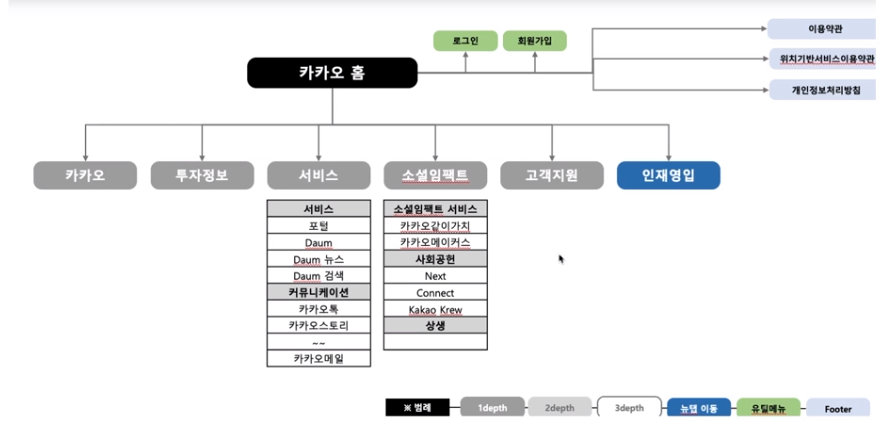 로그인
회원가입
이용약관
카카오 홈
위치기반서비스이용약관
개인정보처리방침
카카오
투자정보
서비스
소셜임팩트
고객지원
인재영입
서비스
포털
Daum
Daum 뉴스
Daum 검색
커뮤니케이션
카카오톡
카카오스토리
~~
카카오메일
소셜임팩트 서비스
카카오같이가치
카카오메이커스
사회공헌
Next
Connect
Kakao Krew
상생
※ 범례
1depth
2depth
3depth
뉴탭 이동
유틸메뉴
Footer